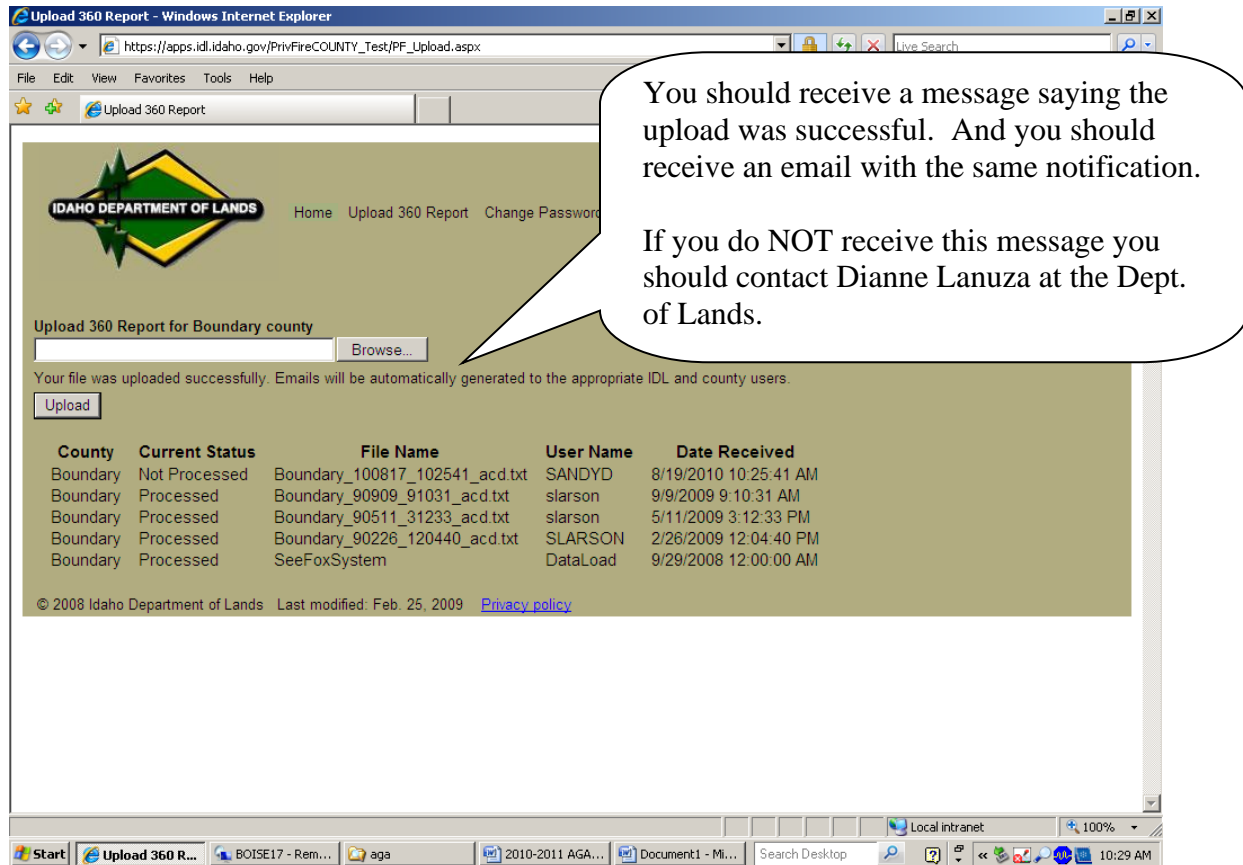 Upload 360 Report - Windows Internet Explorer
https://apps.idl.idaho.gov/PrivFireCOUNTY_Test/PF_Upload.aspx
Live Search
File Edit View Favorites Tools Help
Upload 360 Report
You should receive a message saying the
upload was successful. And you should
receive an email with the same notification.
If you do NOT receive this message you
should contact Dianne Lanuza at the Dept.
of Lands.
IDAHO DEPARTMENT OF LANDS
Home Upload 360 Report Change Password
Upload 360 Report for Boundary county
Browse...
Your file was uploaded successfully. Emails will be automatically generated to the appropriate IDL and county users.
Upload
County Current Status File Name User Name Date Received
Boundary Not Processed Boundary_100817_102541_acd.txt SANDYD 8/19/2010 10:25:41 AM
Boundary Processed Boundary_90909_91031_acd.txt slarson 9/9/2009 9:10:31 AM
Boundary Processed Boundary_90511_31233_acd.txt slarson 5/11/2009 3:12:33 PM
Boundary Processed Boundary_90226_120440_acd.txt SLARSON 2/26/2009 12:04:40 PM
Boundary Processed SeeFoxSystem DataLoad 9/29/2008 12:00:00 AM
© 2008 Idaho Department of Lands Last modified: Feb. 25, 2009 Privacy policy
Local intranet 100%
Start Upload 360 R... BOISE17 - Rem... aga 2010-2011 AGA... Document1 - Mi... Search Desktop 10:29 AM